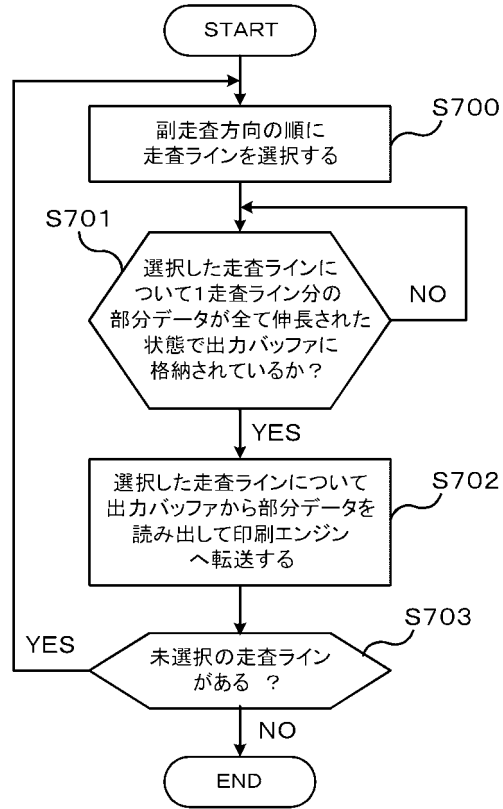 START
S700
副走査方向の順に
走査ラインを選択する
S701
選択した走査ラインに
ついて1走査ライン分の
部分データが全て伸長された
状態で出力バッファに
格納されているか?
NO
YES
S702
選択した走査ラインについて
出力バッファから部分データを
読み出して印刷エンジン
へ転送する
S703
YES
未選択の走査ライン
がある ?
NO
END